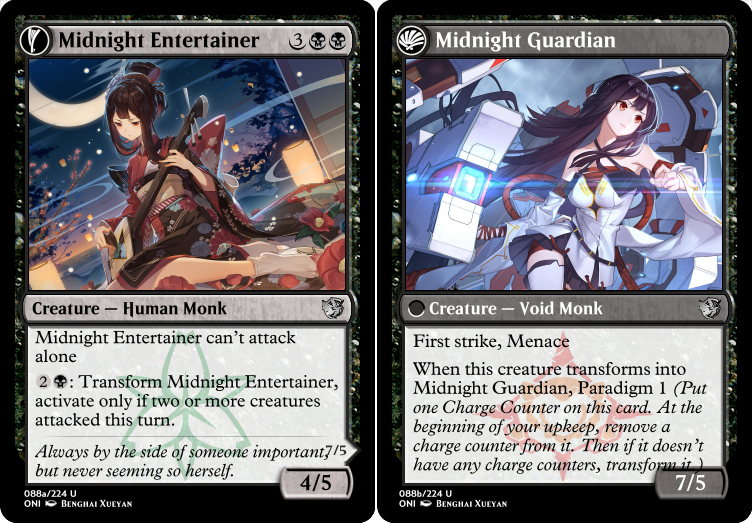 Midnight Entertainer 3
Creature — Human Monk
Midnight Entertainer can't attack
alone
2 : Transform Midnight Entertainer,
activate only if two or more creatures
attacked this turn.
Always by the side of someone important,
but never seeming so herself.
7/5
4/5
088a/224 U
ONI Benghai Xueyan
Midnight Guardian
Creature — Void Monk
First strike, Menace
When this creature transforms into
Midnight Guardian, Paradigm 1 (Put
one Charge Counter on this card. At the
beginning of your upkeep, remove a
charge counter from it. Then if it doesn't
have any charge counters, transform it.)
7/5
088b/224 U
ONI Benghai Xueyan